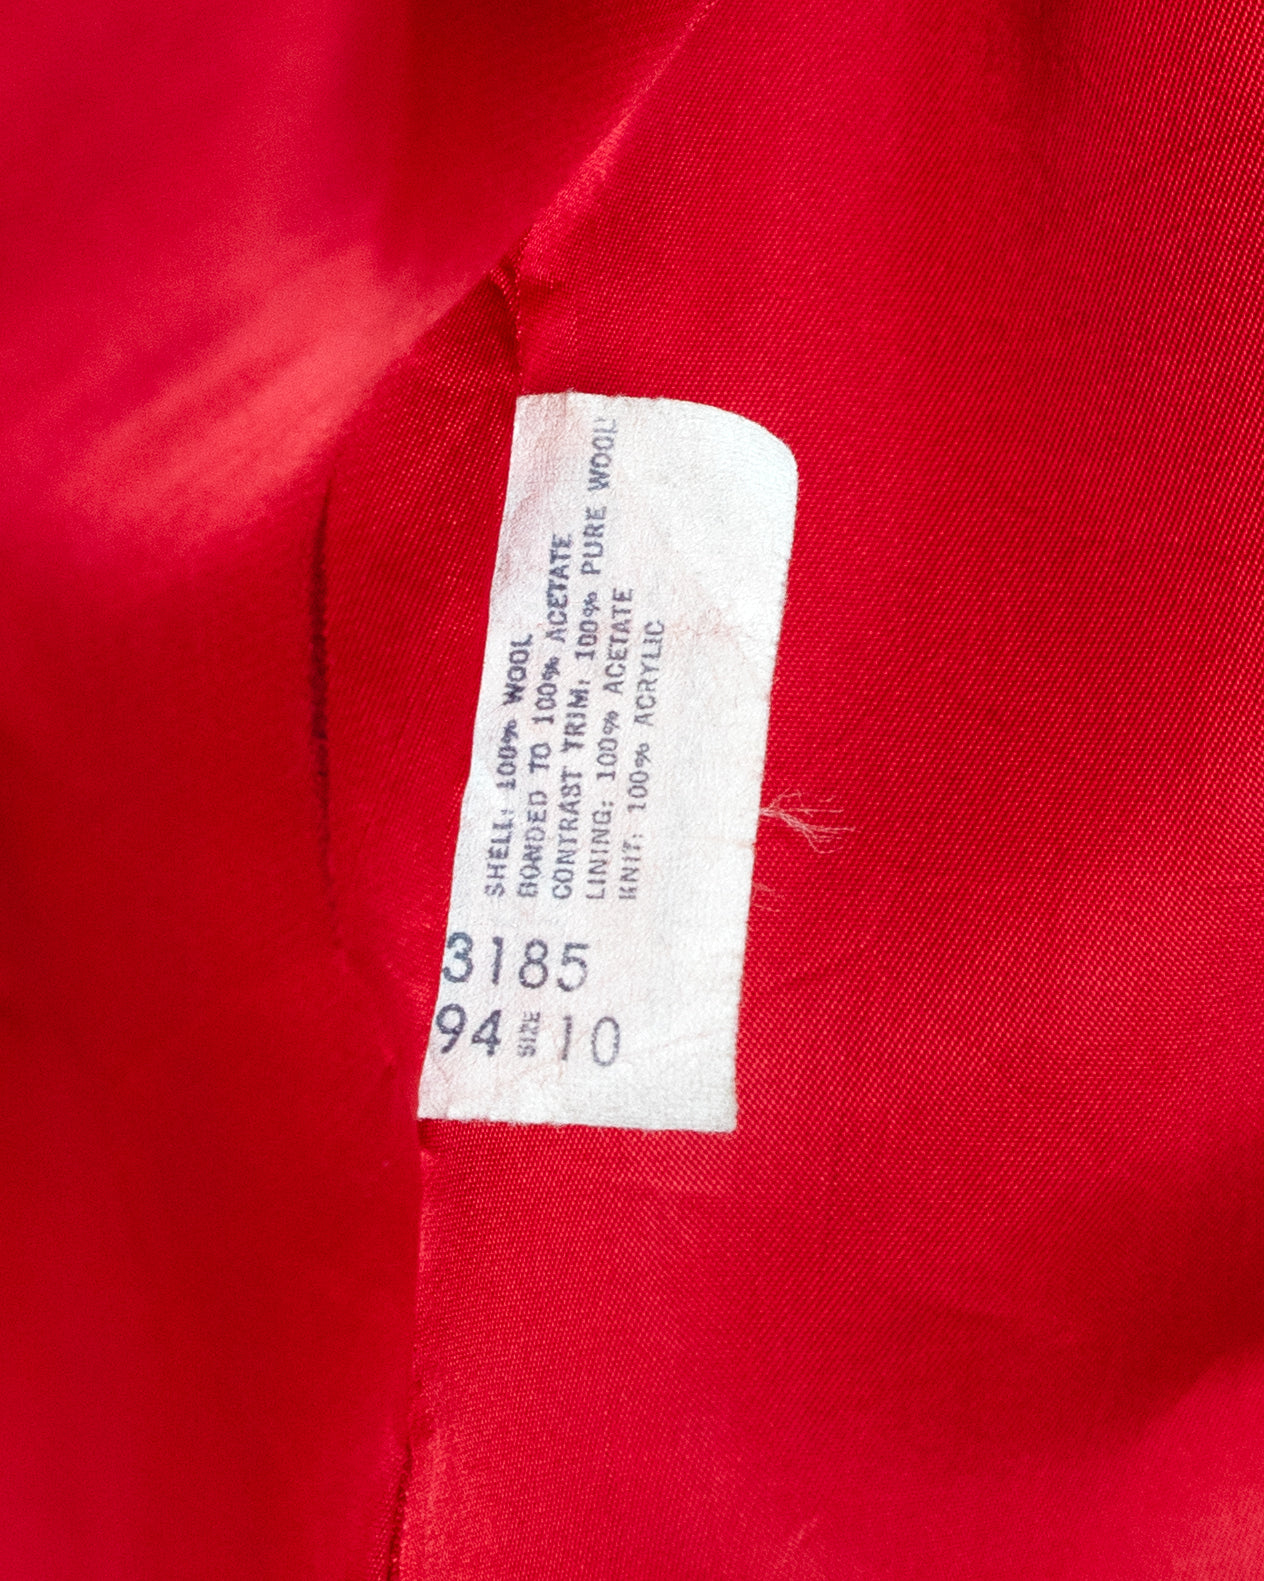 SHELL: 100% WOOL
BONDED TO 100% ACETATE
CONTRAST TRIM: 100% PURE WOOL
LINING: 100% ACETATE
KNIT: 100% ACRYLIC
3185
94 SIZE 10